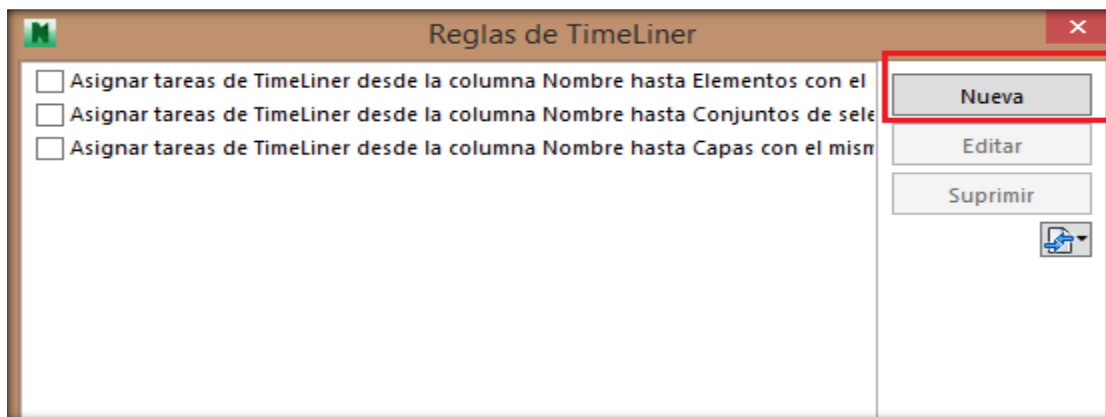 Reglas de TimeLiner
Asignar tareas de TimeLiner desde la columna Nombre hasta Elementos con el
Asignar tareas de TimeLiner desde la columna Nombre hasta Conjuntos de sele
Asignar tareas de TimeLiner desde la columna Nombre hasta Capas con el mism
Nueva
Editar
Suprimir